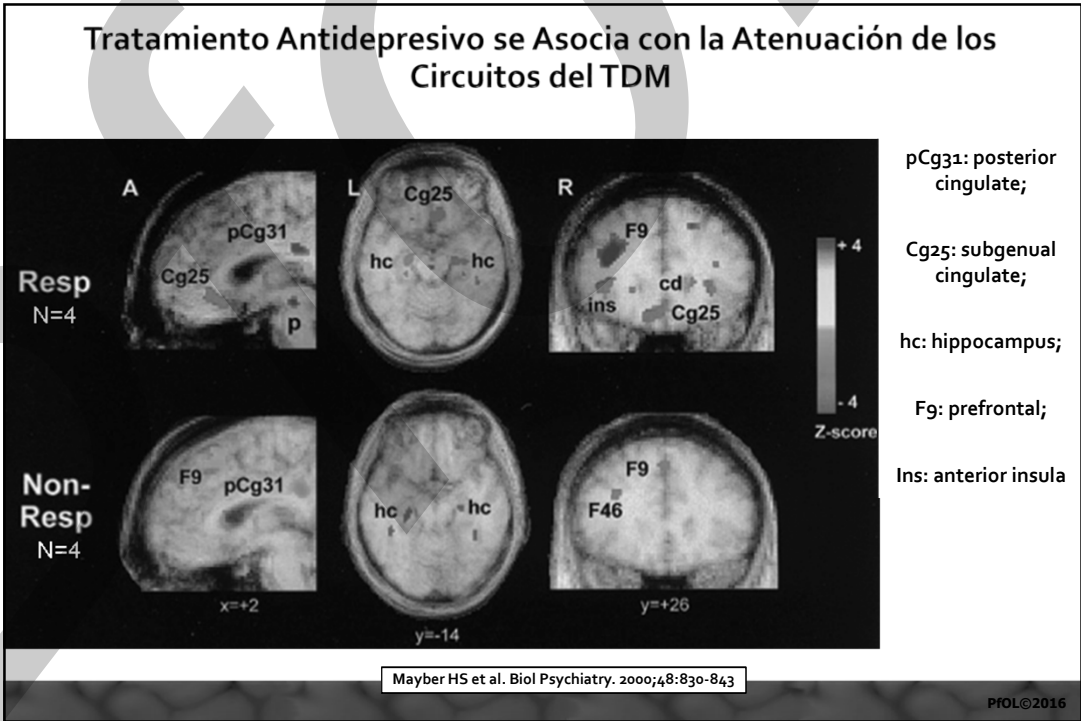 Tratamiento Antidepresivo se Asocia con la Atenuación de los
Circuitos del TDM
A
L
R
Resp
N=4
pCg31
Cg25
p
Cg25
hc
hc
F9
cd
ins
Cg25
+ 4
- 4
Z-score
Non-
Resp
N=4
F9
pCg31
x=+2
hc
hc
y=-14
F9
F46
y=+26
pCg31: posterior
cingulate;
Cg25: subgenual
cingulate;
hc: hippocampus;
F9: prefrontal;
Ins: anterior insula
Mayber HS et al. Biol Psychiatry. 2000;48:830-843
PfOL©2016